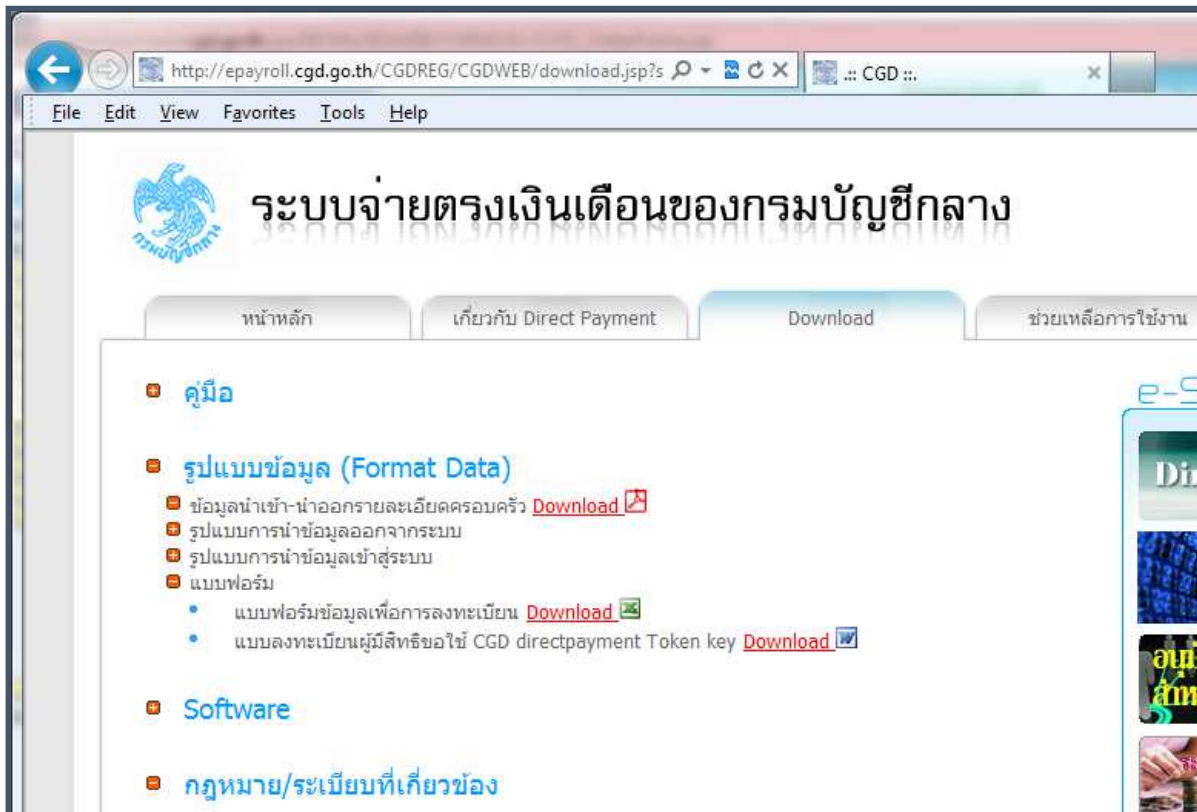 http://epayroll.cgd.go.th/CGDREG/CGDWEB/download.jsp?s
.:: CGD ::.
File Edit View Favorites Tools Help
กรมบัญชีกลาง
ระบบจ่ายตรงเงินเดือนของกรมบัญชีกลาง
หน้าหลัก เกี่ยวกับ Direct Payment Download ช่วยเหลือการใช้งาน
คู่มือ
e-S
รูปแบบข้อมูล (Format Data)
ข้อมูลนำเข้า-นำออกรายละเอียดครอบครัว Download
รูปแบบการนำข้อมูลออกจากระบบ
รูปแบบการนำข้อมูลเข้าสู่ระบบ
แบบฟอร์ม
แบบฟอร์มข้อมูลเพื่อการลงทะเบียน Download
แบบลงทะเบียนผู้มีสิทธิขอใช้ CGD directpayment Token key Download
Software
กฎหมาย/ระเบียบที่เกี่ยวข้อง